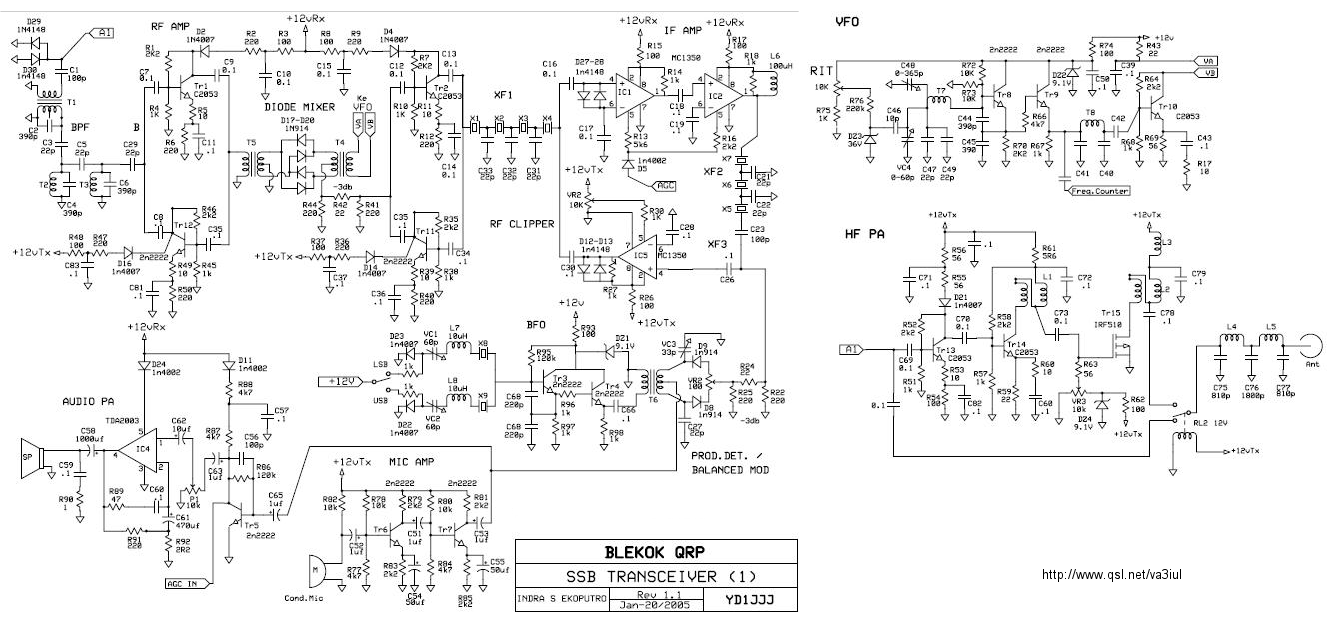 D29
1N4148
AI
D30
1n4148
C1
100p
T1
C2
390p
C3
22p
BPF
C5
22p
C29
22p
B
T2
C4
390p
T3
C6
390p
RF AMP
+12vRx
D2
1N4007
R1
2K2
C7
0.1
Tr1
C2053
C9
0.1
R4
1K
R5
10
R6
220
C11
.1
R2
220
R3
100
R8
100
R9
220
C10
0.1
C15
0.1
D4
1N4007
R7
2K2
C13
0.1
C12
0.1
Tr2
C2053
R10
1K
R11
10
R12
220
C14
0.1
DIODE MIXER
D17-D20
1N914
Ke
VFO
VA
VB
T5
T4
-3db
R44
220
R42
22
R41
220
C8
.1
Tr12
R46
2k2
C35
.1
+12vTx
R48
100
R47
220
C83
.1
D16
1n4007
2n2222
R49
10
R45
1k
C81
.1
R50
220
+12vTx
R37
100
R36
220
C37
.1
D14
1n4007
C35
.1
Tr11
2n2222
R35
2k2
C34
.1
R39
10
R38
1k
C36
.1
R40
220
XF1
X1
X2
X3
X4
C33
22p
C32
22p
C31
22p
IF AMP
+12vRx
R15
100
R17
100
C16
0.1
D27-28
1n4148
IC1
MC1350
R14
1k
C18
.1
C19
.1
IC2
R18
1k
L6
100uH
C17
0.1
R13
5k6
R16
2k2
1n4002
D5
AGC
XF2
X7
X6
X5
C21
22p
C22
22p
C23
100p
XF3
.1
C26
RF CLIPPER
+12vTx
VR2
10K
R30
1K
C28
.1
D12-D13
1n4148
IC5
MC1350
C30
.1
R27
1k
R26
100
+12vTx
+12vRx
D24
1n4002
D11
1n4002
R88
4k7
C57
.1
AUDIO PA
TDA2003
C58
1000uf
IC4
C62
10uf
R87
4k7
C56
100p
SP
C59
.1
R90
1
R89
47
C60
.1
C63
1uf
R86
120k
P1
10k
C61
470uf
R91
220
R92
2R2
C65
1uf
Tr5
2n2222
AGC IN
+12V
LSB
USB
D23
1n4007
1k
1k
D22
1n4007
VC1
60p
VC2
60p
L7
10uH
L8
10uH
X8
X9
BFO
+12v
R93
100
R95
120k
DZ1
9.1V
Tr3
2n2222
Tr4
2n2222
C68
220p
C68
220p
R96
1k
R97
1k
R98
1k
C66
.1
T6
VC3
33p
D9
1n914
VR2
100
D8
1n914
C27
22p
R24
22
R25
220
R22
220
-3db
PROD.DET. /
BALANCED MOD
MIC AMP
+12vTx
R82
10k
R78
10k
R79
2k2
R80
10k
R81
2k2
2n2222
2n2222
Tr6
Tr7
C51
1uf
C53
1uf
C52
1uf
M
Cond.Mic
R77
4k7
R83
2k2
C54
50uf
R84
4k7
R85
2k2
C55
50uf
BLEKOK QRP
SSB TRANSCEIVER (1)
INDRA S EKOPUTRO
Rev 1.1
Jan-20/2005
YD1JJJ
VFO
RIT
10K
R75
1K
R76
220k
DZ3
36V
C48
0-365p
C46
10p
VC4
0-60p
T7
C47
22p
C49
22p
R72
10K
R73
10K
C44
390p
C45
390
2n2222
Tr8
2n2222
Tr9
R70
2K2
R66
4k7
R67
1k
R74
100
DZ2
9.1V
C50
.1
+12v
C39
.1
R43
22
VA
VB
R64
2k2
Tr10
C2053
T8
C42
C41
C40
R68
1k
R69
56
C43
.1
R17
10
Freq.Counter
HF PA
+12vTx
R56
56
.1
C71
.1
R55
56
D21
1n4007
R52
2k2
C70
0.1
AI
C69
0.1
Tr13
C2053
R51
1k
R53
10
R54
100
C82
.1
0.1
R58
2k2
R57
1k
Tr14
C2053
R59
22
R60
10
C60
.1
R61
5R6
L1
C72
.1
C73
0.1
R63
56
VR3
10k
DZ4
9.1V
R62
100
+12vTx
+12vTx
L3
L2
C79
.1
Tr15
IRF510
C78
.1
L4
L5
C75
810p
C76
1800p
C77
810p
Ant
RL2 12V
+12vTx
http://www.qsl.net/va3iul